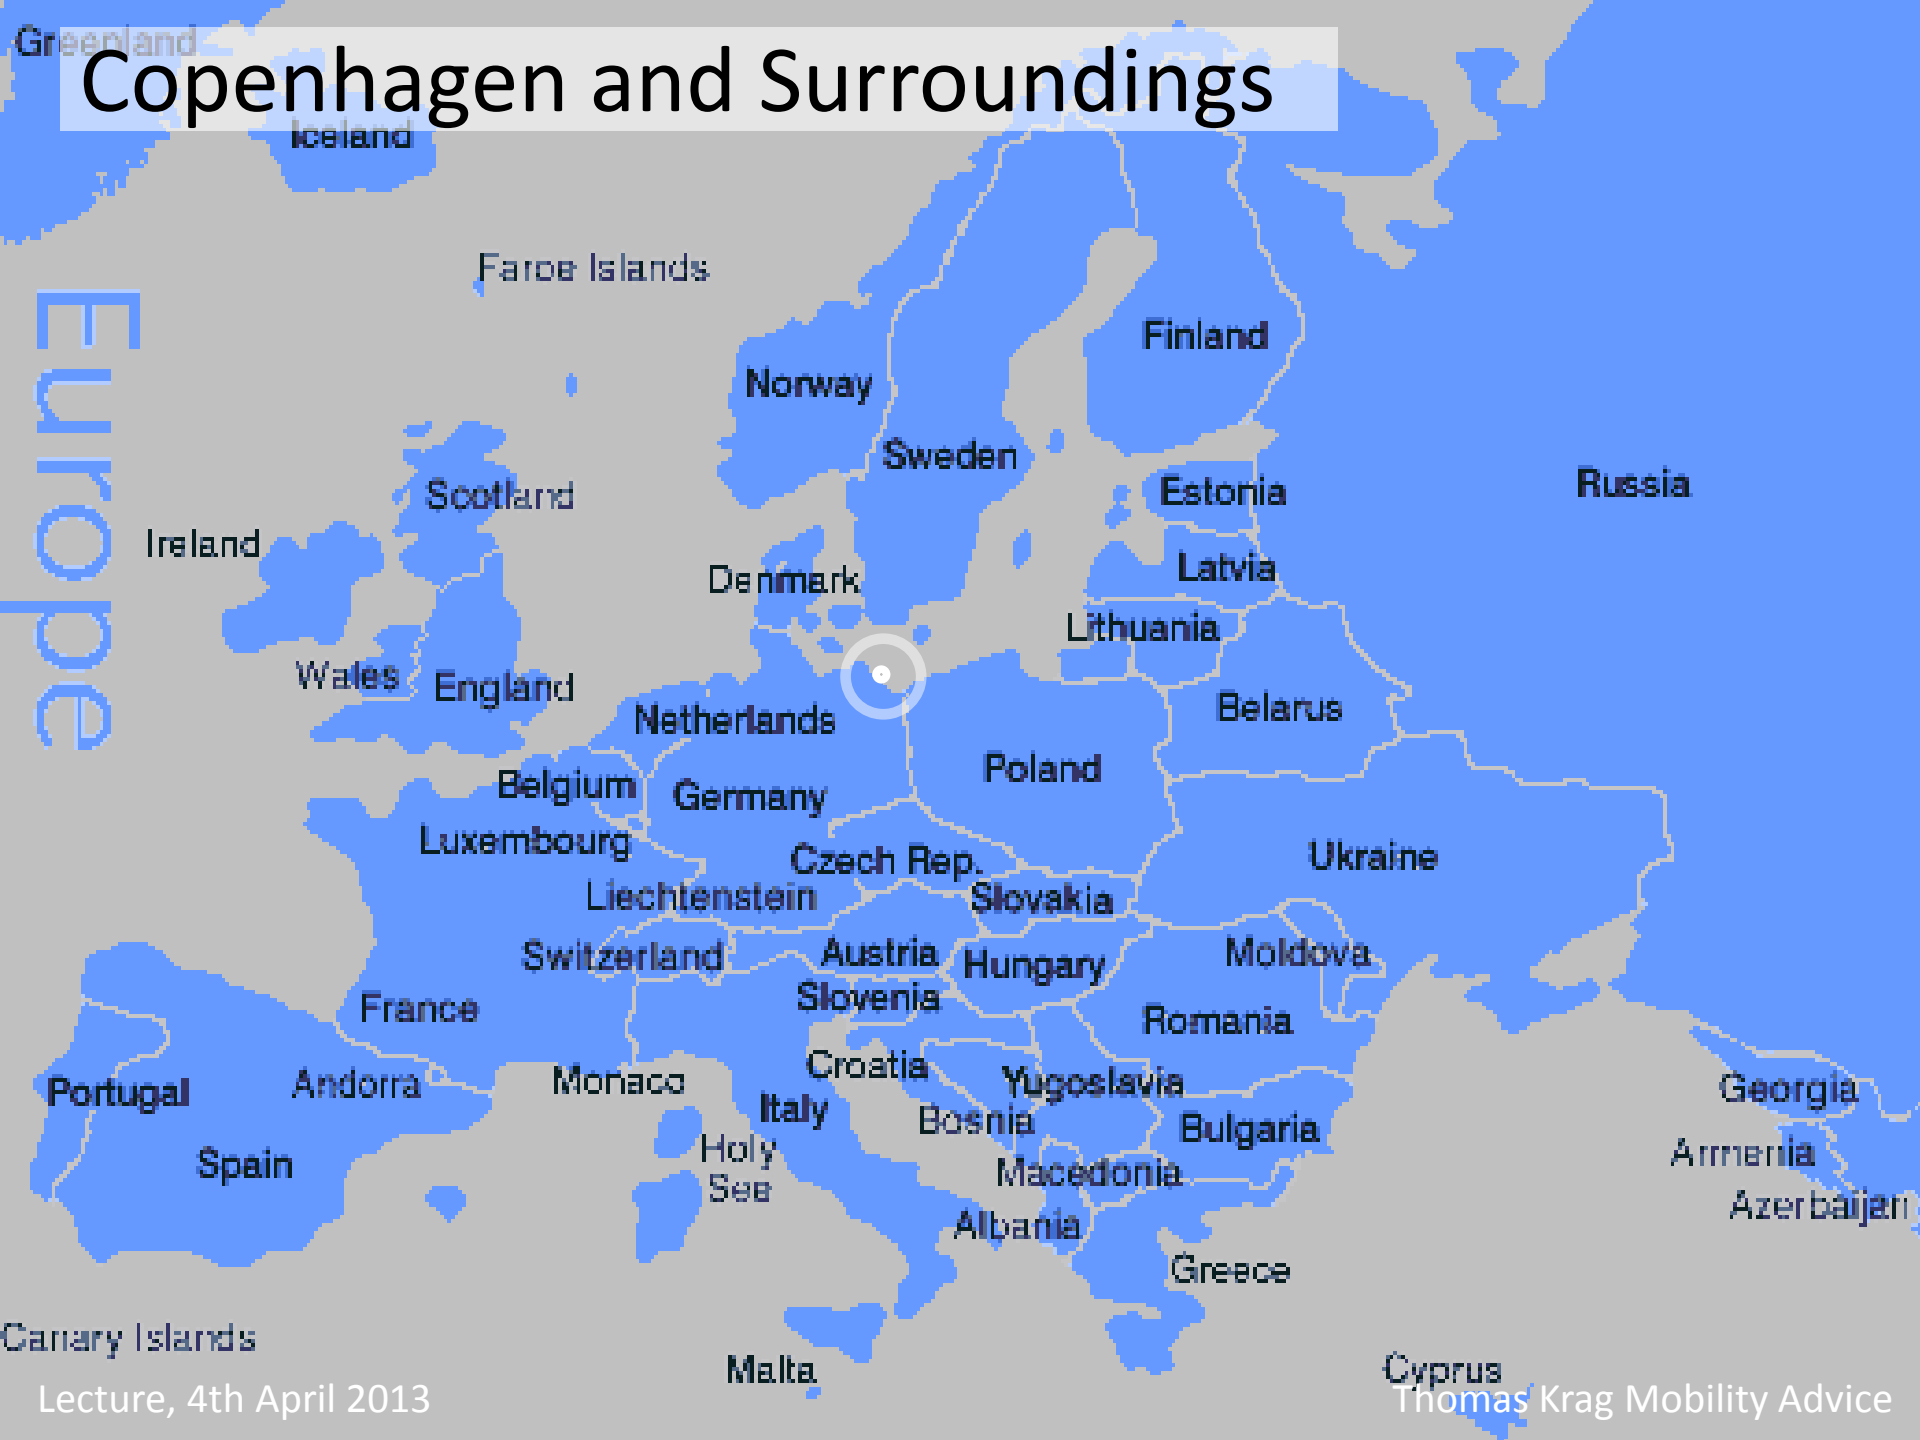 Greenland
Copenhagen and Surroundings
Iceland
Faroe Islands
Europe
Finland
Norway
Sweden
Russia
Scotland
Estonia
Ireland
Latvia
Denmark
Lithuania
Wales
England
Belarus
Netherlands
Poland
Belgium
Germany
Luxembourg
Czech Rep.
Ukraine
Liechtenstein
Slovakia
Switzerland
Austria
Hungary
Moldova
Slovenia
France
Romania
Croatia
Andorra
Monaco
Yugoslavia
Portugal
Georgia
Italy
Bosnia
Bulgaria
Holy
See
Armenia
Spain
Macedonia
Azerbaijan
Albania
Greece
Canary Islands
Malta
Cyprus
Lecture, 4th April 2013
Thomas Krag Mobility Advice